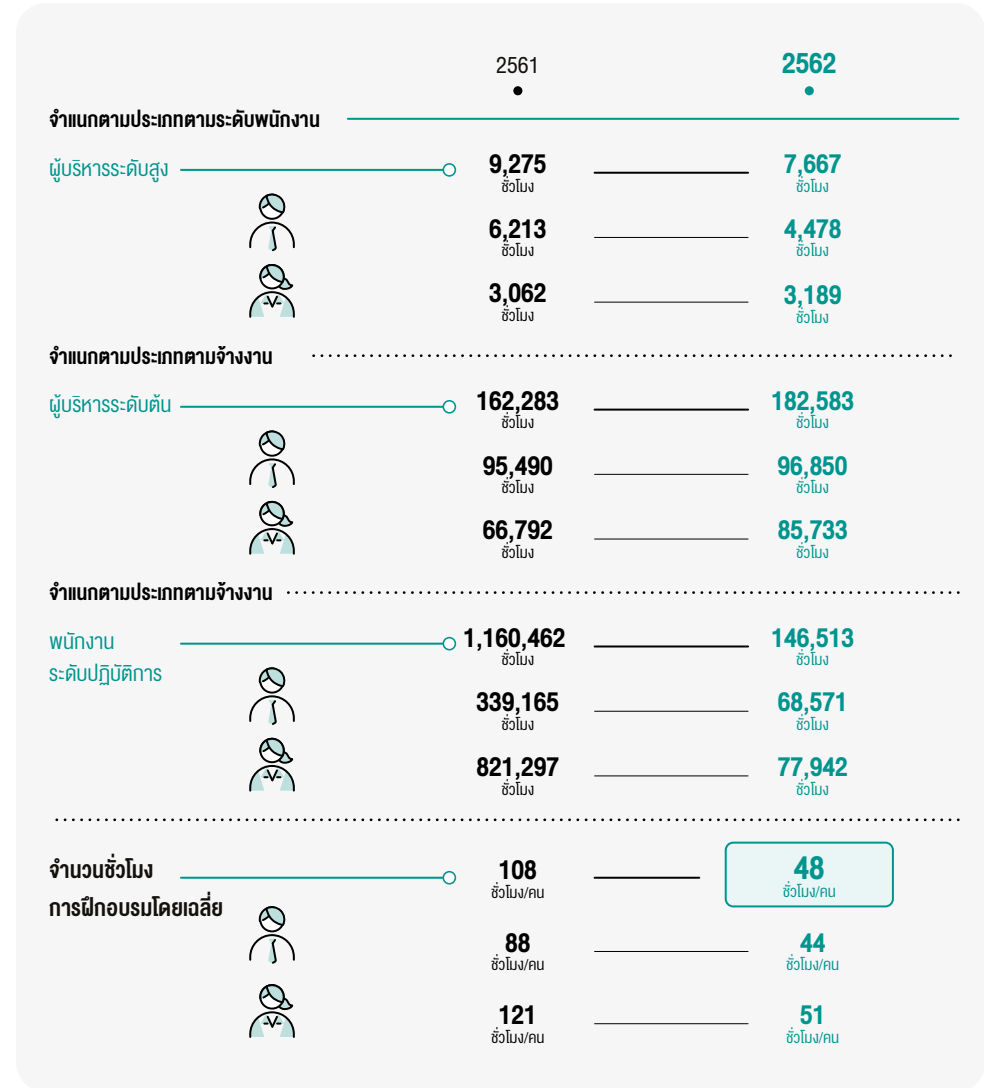 2561 2562
จำแนกตามประเภทตามระดับพนักงาน
ผู้บริหารระดับสูง 9,275 7,667
ชั่วโมง ชั่วโมง
6,213 4,478
ชั่วโมง ชั่วโมง
3,062 3,189
ชั่วโมง ชั่วโมง
จำแนกตามประเภทตามจ้างงาน
ผู้บริหารระดับต้น 162,283 182,583
ชั่วโมง ชั่วโมง
95,490 96,850
ชั่วโมง ชั่วโมง
66,792 85,733
ชั่วโมง ชั่วโมง
จำแนกตามประเภทตามจ้างงาน
พนักงาน 1,160,462 146,513
ระดับปฏิบัติการ ชั่วโมง ชั่วโมง
339,165 68,571
ชั่วโมง ชั่วโมง
821,297 77,942
ชั่วโมง ชั่วโมง
จำนวนชั่วโมง 108 48
การฝึกอบรมโดยเฉลี่ย ชั่วโมง/คน ชั่วโมง/คน
88 44
ชั่วโมง/คน ชั่วโมง/คน
121 51
ชั่วโมง/คน ชั่วโมง/คน